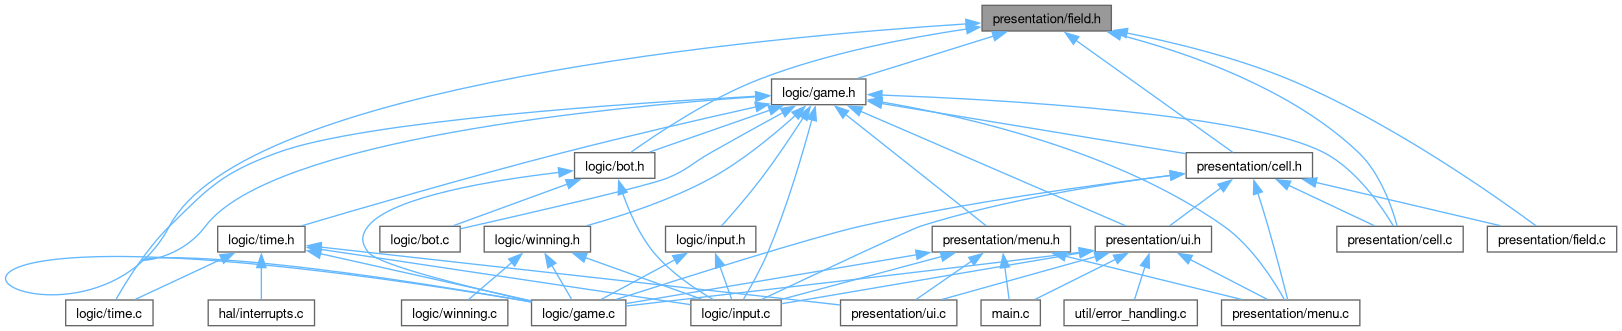 presentation/field.h
logic/game.h
logic/bot.h
presentation/cell.h
logic/time.h
logic/bot.c
logic/winning.h
logic/input.h
presentation/menu.h
presentation/ui.h
presentation/cell.c
presentation/field.c
logic/time.c
hal/interrupts.c
logic/winning.c
logic/game.c
logic/input.c
presentation/ui.c
main.c
util/error_handling.c
presentation/menu.c